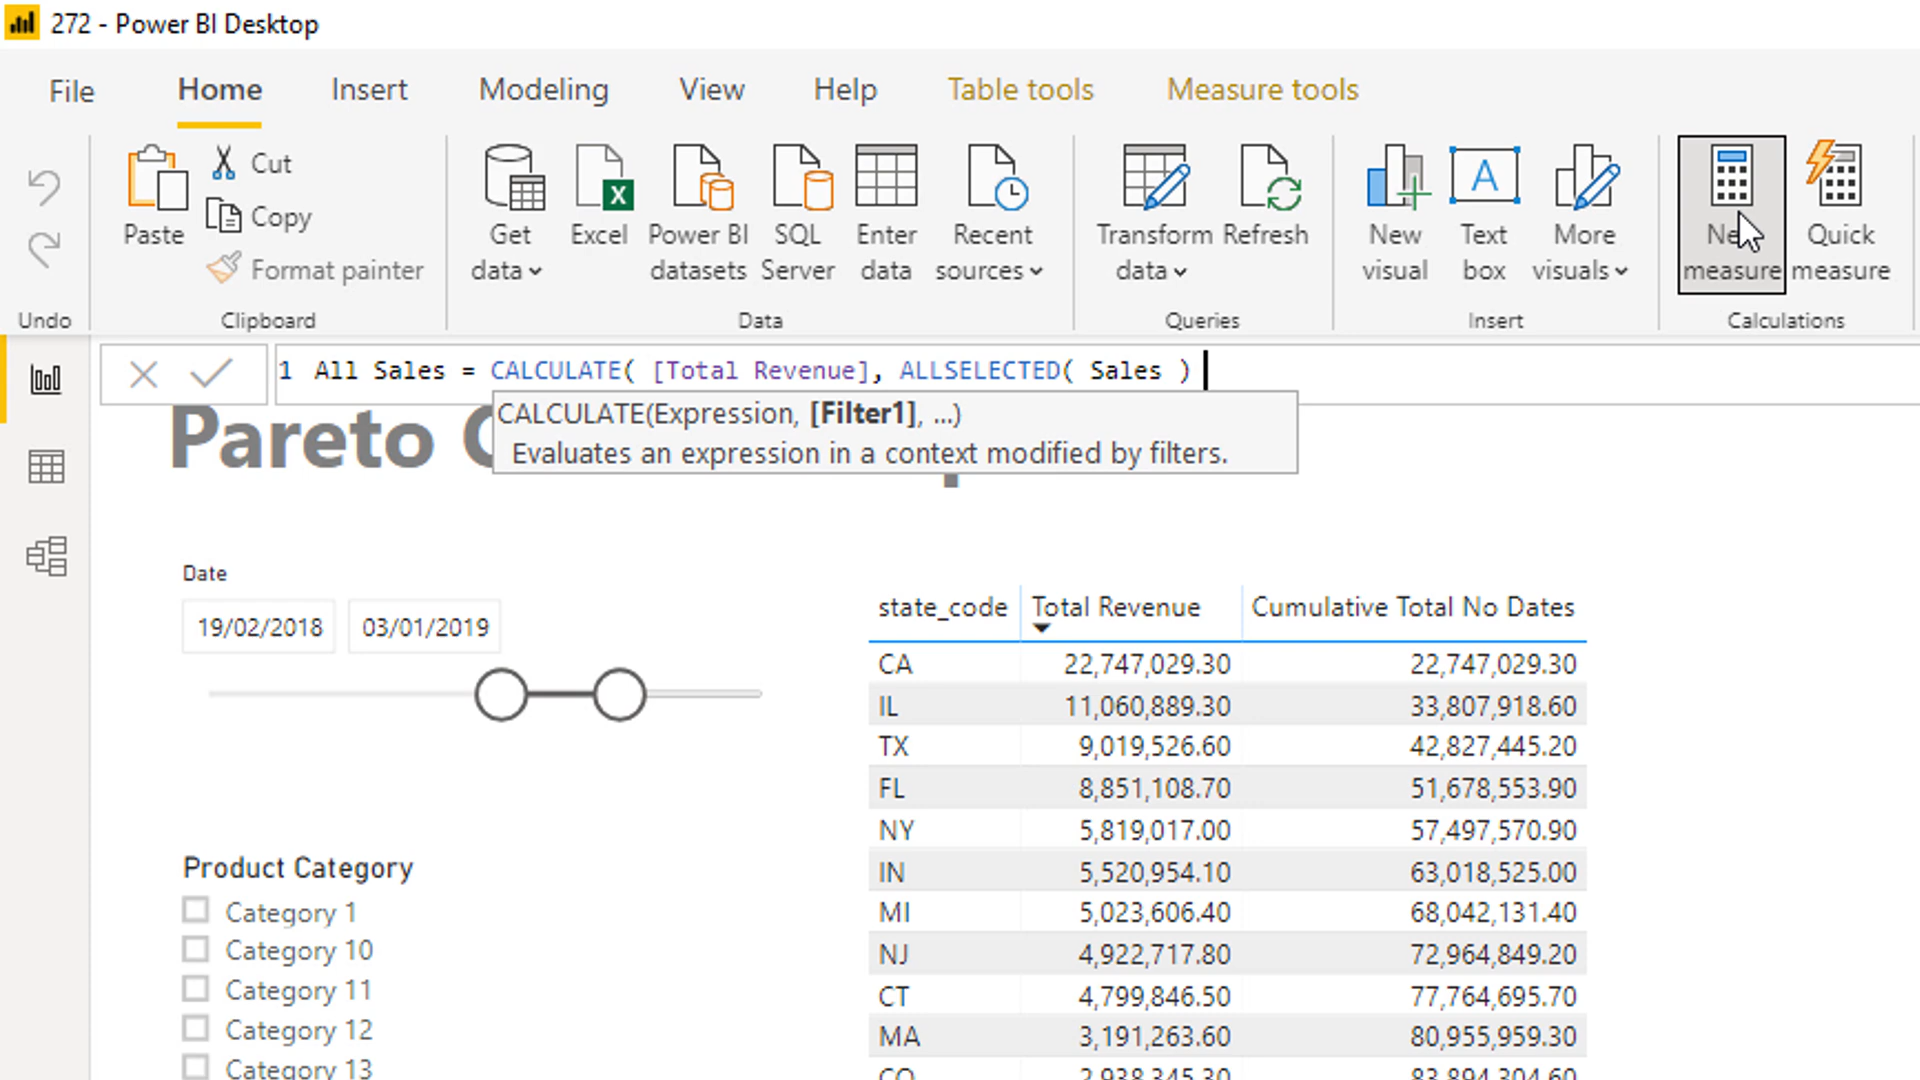 272 - Power BI Desktop
File Home Insert Modeling View Help Table tools Measure tools
Undo
Paste
Cut
Copy
Format painter
Clipboard
Get data
Excel
Power BI datasets
SQL Server
Enter data
Recent sources
Data
Transform data
Refresh
Queries
New visual
Text box
More visuals
Insert
measure
Quick measure
Calculations
1 All Sales = CALCULATE( [Total Revenue], ALLSELECTED( Sales )
CALCULATE(Expression, [Filter1], ...)
Evaluates an expression in a context modified by filters.
Pareto
Date
19/02/2018 03/01/2019
Product Category
Category 1
Category 10
Category 11
Category 12
Category 13
state_code Total Revenue Cumulative Total No Dates
CA 22,747,029.30 22,747,029.30
IL 11,060,889.30 33,807,918.60
TX 9,019,526.60 42,827,445.20
FL 8,851,108.70 51,678,553.90
NY 5,819,017.00 57,497,570.90
IN 5,520,954.10 63,018,525.00
MI 5,023,606.40 68,042,131.40
NJ 4,922,717.80 72,964,849.20
CT 4,799,846.50 77,764,695.70
MA 3,191,263.60 80,955,959.30
CO 2,938,345.30 83,894,304.60